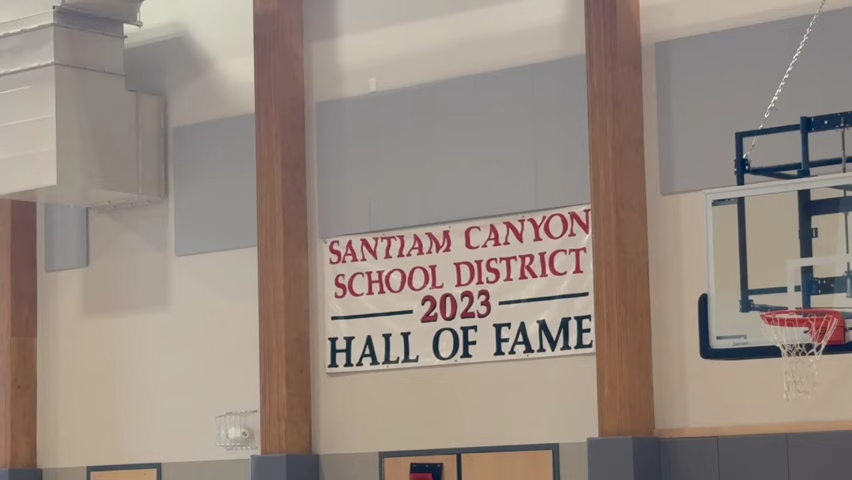 SANTIAM CANYON
SCHOOL DISTRICT
2023
HALL OF FAME